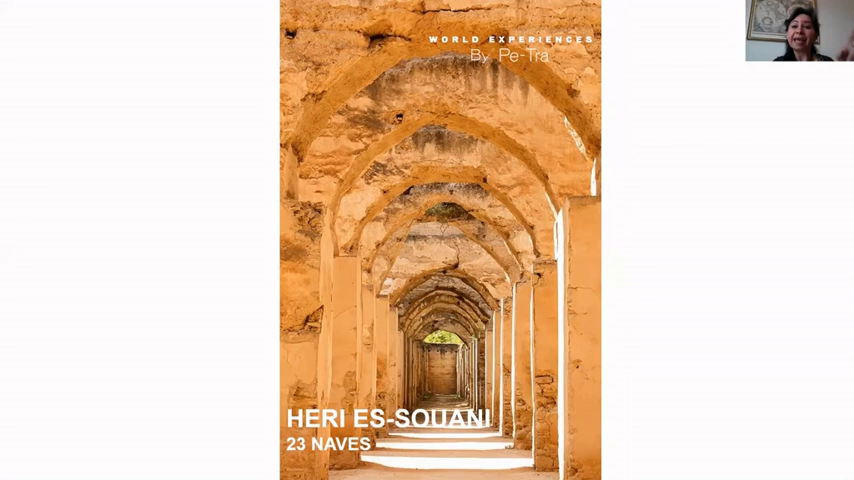 WORLD EXPERIENCES
By Pe-Tra
HERI ES-SOUANI
23 NAVES